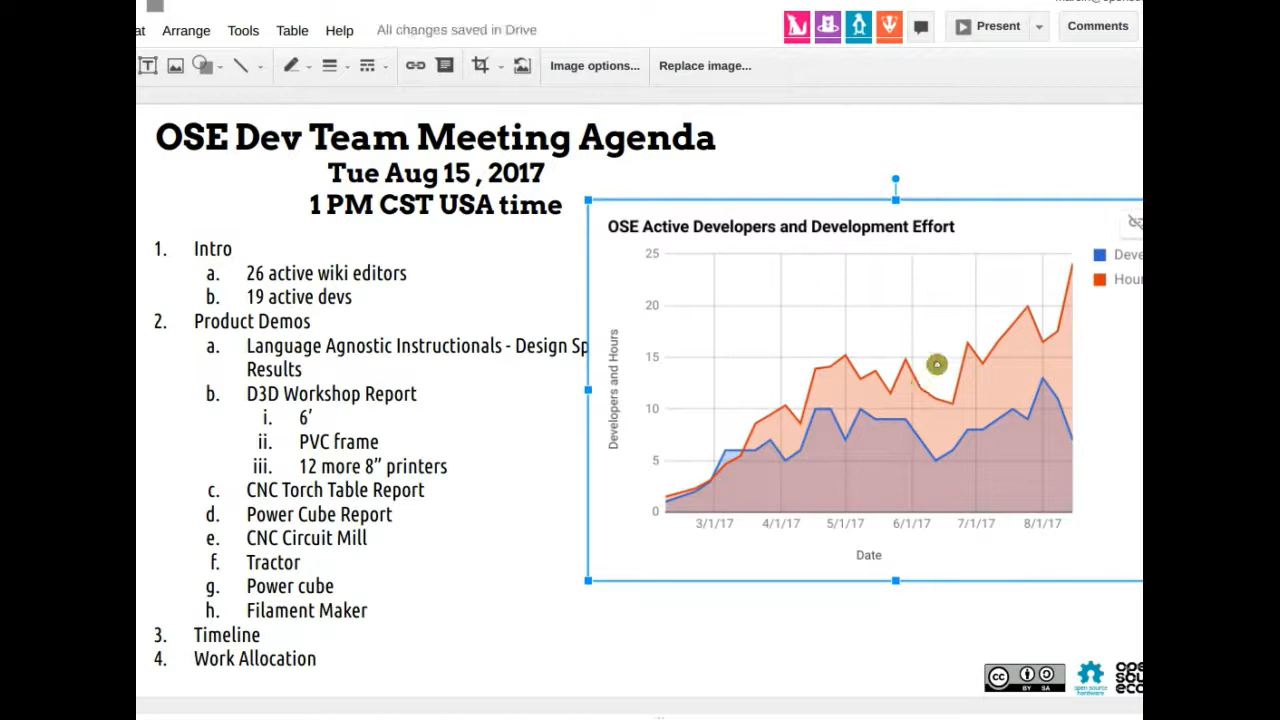 at Arrange Tools Table Help All changes saved in Drive Present Comments
Image options... Replace image...
OSE Dev Team Meeting Agenda
Tue Aug 15 , 2017
1 PM CST USA time
1. Intro
a. 26 active wiki editors
b. 19 active devs
2. Product Demos
a. Language Agnostic Instructionals - Design Sp
Results
b. D3D Workshop Report
i. 6’
ii. PVC frame
iii. 12 more 8” printers
c. CNC Torch Table Report
d. Power Cube Report
e. CNC Circuit Mill
f. Tractor
g. Power cube
h. Filament Maker
3. Timeline
4. Work Allocation
OSE Active Developers and Development Effort
Deve
Hour
Developers and Hours
25
20
15
10
5
0
3/1/17 4/1/17 5/1/17 6/1/17 7/1/17 8/1/17
Date
cc BY SA
open source
hardware